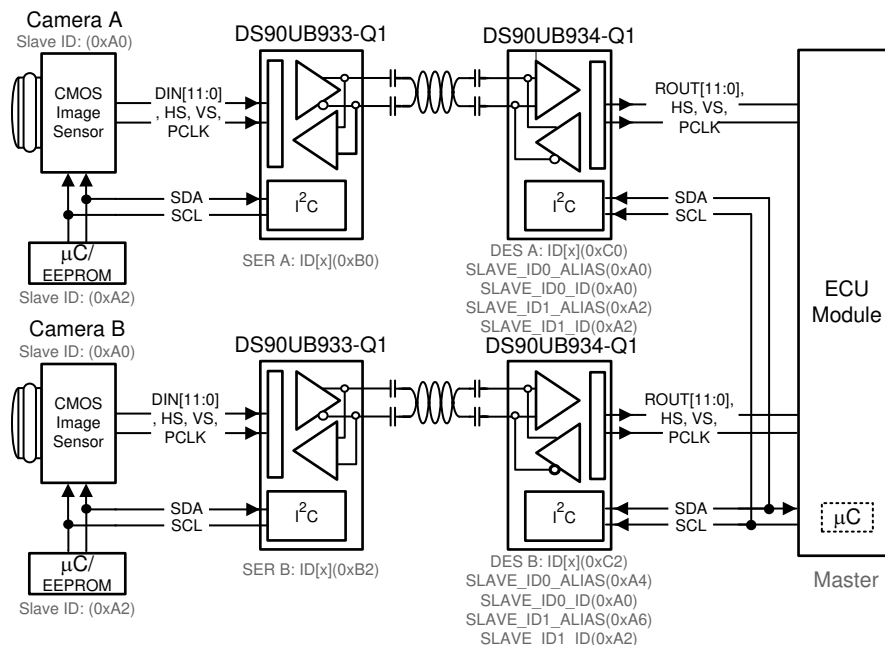 Camera A
Slave ID: (0xA0)
DS90UB933-Q1
DS90UB934-Q1
CMOS
Image
Sensor
DIN[11:0]
, HS, VS,
PCLK
ROUT[11:0],
HS, VS,
PCLK
SDA
SCL
I2C
I2C
SDA
SCL
µC/
EEPROM
Slave ID: (0xA2)
SER A: ID[x](0xB0)
DES A: ID[x](0xC0)
SLAVE_ID0_ALIAS(0xA0)
SLAVE_ID0_ID(0xA0)
SLAVE_ID1_ALIAS(0xA2)
SLAVE_ID1_ID(0xA2)
ECU
Module
Camera B
Slave ID: (0xA0)
DS90UB933-Q1
DS90UB934-Q1
CMOS
Image
Sensor
DIN[11:0]
, HS, VS,
PCLK
ROUT[11:0],
HS, VS,
PCLK
SDA
SCL
I2C
I2C
SDA
SCL
µC
µC/
EEPROM
Slave ID: (0xA2)
SER B: ID[x](0xB2)
DES B: ID[x](0xC2)
SLAVE_ID0_ALIAS(0xA4)
SLAVE_ID0_ID(0xA0)
SLAVE_ID1_ALIAS(0xA6)
SLAVE_ID1_ID(0xA2)
Master